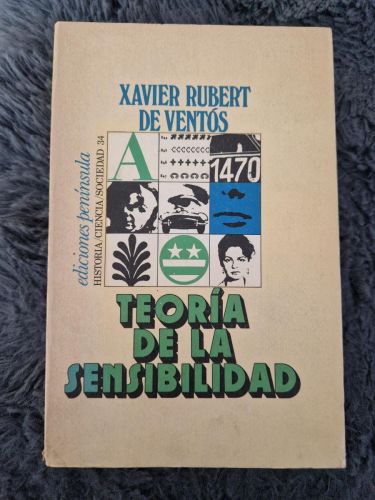 XAVIER RUBERT
DE VENTÓS
ediciones península
HISTORIA/CIENCIA/SOCIEDAD 34
A
1470
TEORÍA
DE LA
SENSIBILIDAD